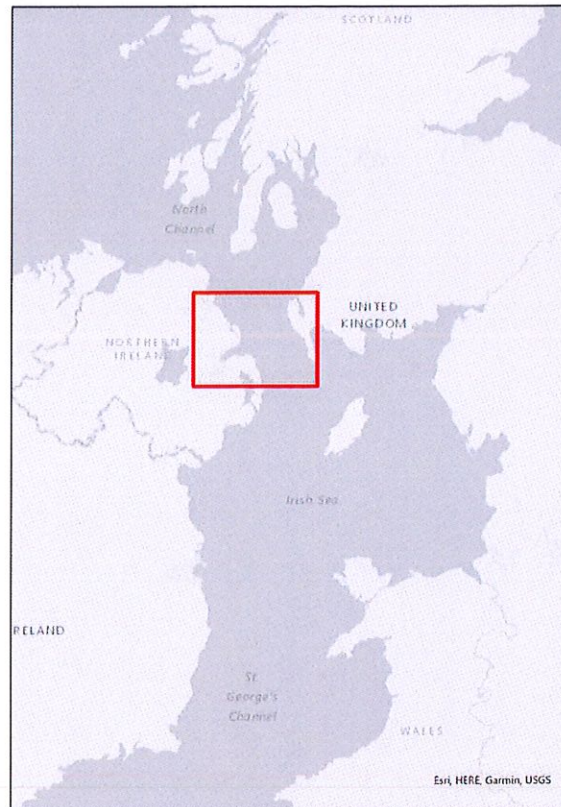 SCOTLAND
North
Channel
UNITED
KINGDOM
NORTHERN
IRELAND
Irish Sea
RELAND
St
George's
Channel
WALES
Esri, HERE, Garmin, USGS